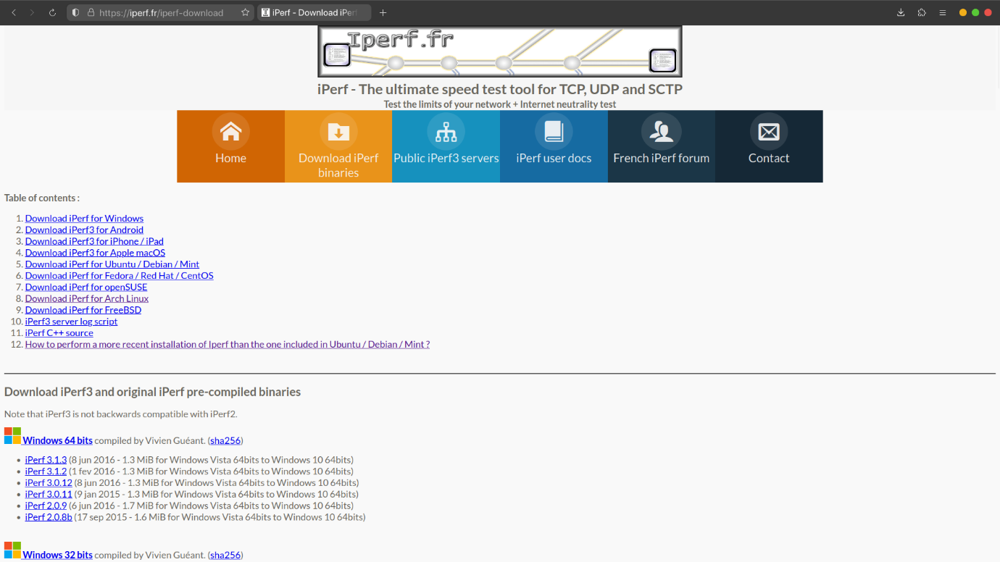 https://iperf.fr/iperf-download
iPerf - Download iPerf
Iperf.fr
iPerf - The ultimate speed test tool for TCP, UDP and SCTP
Test the limits of your network + Internet neutrality test
Home
Download iPerf
binaries
Public iPerf3 servers
iPerf user docs
French iPerf forum
Contact
Table of contents :
1. Download iPerf for Windows
2. Download iPerf3 for Android
3. Download iPerf3 for iPhone / iPad
4. Download iPerf3 for Apple macOS
5. Download iPerf for Ubuntu / Debian / Mint
6. Download iPerf for Fedora / Red Hat / CentOS
7. Download iPerf for openSUSE
8. Download iPerf for Arch Linux
9. Download iPerf for FreeBSD
10. iPerf3 server log script
11. iPerf C++ source
12. How to perform a more recent installation of Iperf than the one included in Ubuntu / Debian / Mint ?
Download iPerf3 and original iPerf pre-compiled binaries
Note that iPerf3 is not backwards compatible with iPerf2.
Windows 64 bits compiled by Vivien Guéant. (sha256)
• iPerf 3.1.3 (8 jun 2016 - 1.3 MiB for Windows Vista 64bits to Windows 10 64bits)
• iPerf 3.1.2 (1 fev 2016 - 1.3 MiB for Windows Vista 64bits to Windows 10 64bits)
• iPerf 3.0.12 (8 jun 2016 - 1.3 MiB for Windows Vista 64bits to Windows 10 64bits)
• iPerf 3.0.11 (9 jan 2015 - 1.3 MiB for Windows Vista 64bits to Windows 10 64bits)
• iPerf 2.0.9 (6 jun 2016 - 1.7 MiB for Windows Vista 64bits to Windows 10 64bits)
• iPerf 2.0.8b (17 sep 2015 - 1.6 MiB for Windows Vista 64bits to Windows 10 64bits)
Windows 32 bits compiled by Vivien Guéant. (sha256)